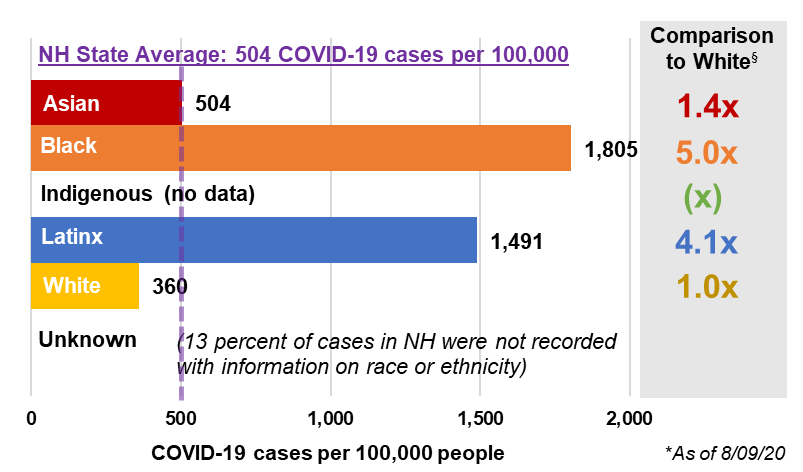 NH State Average: 504 COVID-19 cases per 100,000
Comparison
to White§
Asian 504 1.4x
Black 1,805 5.0x
Indigenous (no data) (x)
Latinx 1,491 4.1x
White 360 1.0x
Unknown (13 percent of cases in NH were not recorded
with information on race or ethnicity)
0 500 1,000 1,500 2,000
COVID-19 cases per 100,000 people
*As of 8/09/20